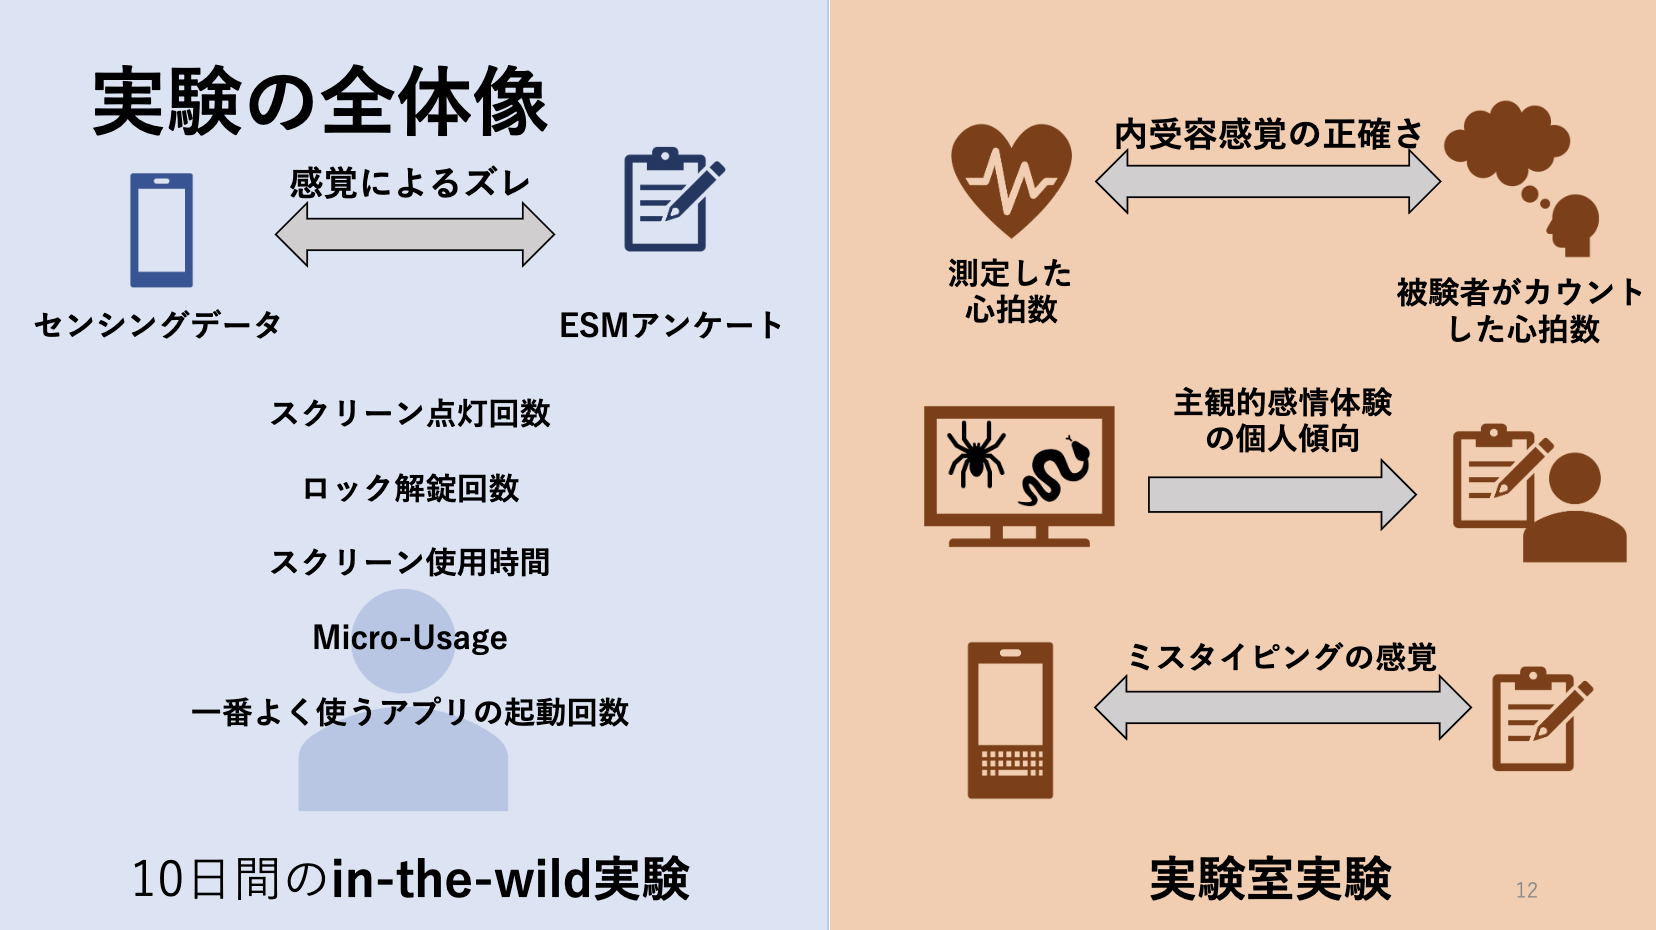 実験の全体像
感覚によるズレ
センシングデータ
ESMアンケート
スクリーン点灯回数
ロック解錠回数
スクリーン使用時間
Micro-Usage
一番よく使うアプリの起動回数
10日間のin-the-wild実験
内受容感覚の正確さ
測定した
心拍数
被験者がカウント
した心拍数
主観的感情体験
の個人傾向
ミスタイピングの感覚
実験室実験
12